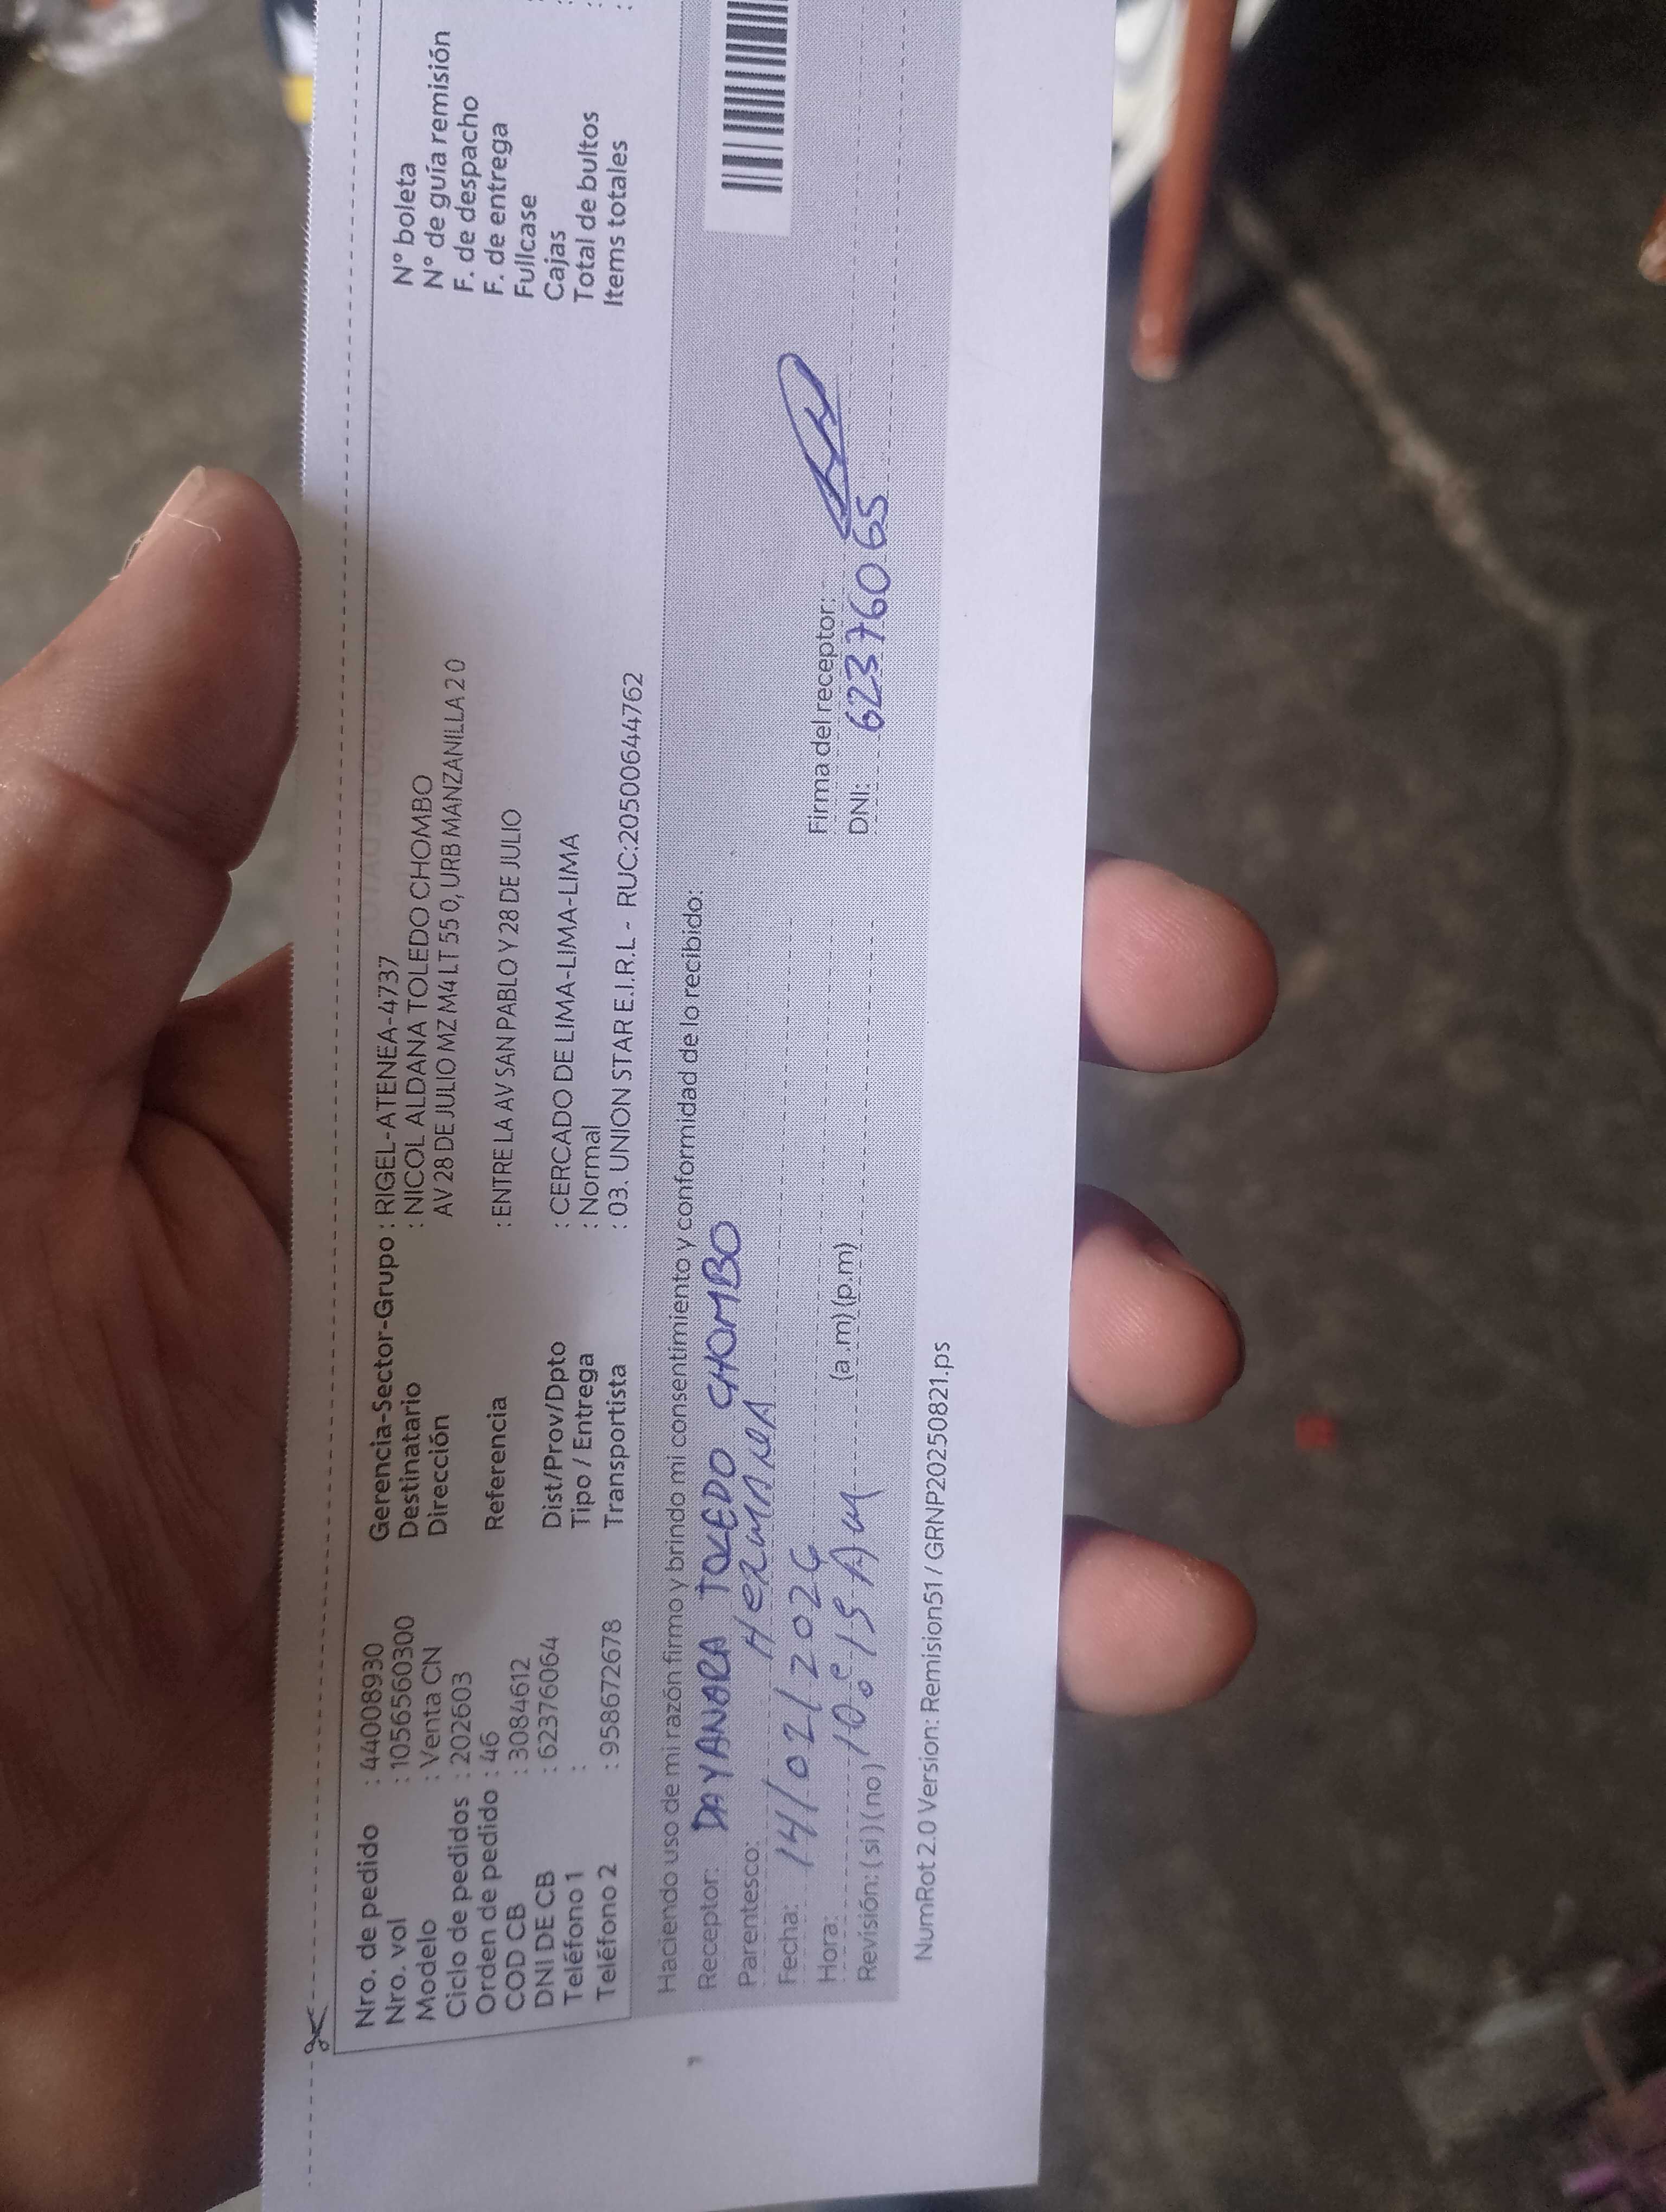 Nro. de pedido : 44008930
Nro. vol : 1056560300
Modelo : Venta CN
Ciclo de pedidos : 202603
Orden de pedido : 46
COD CB : 3084612
DNI DE CB : 62376064
Teléfono 1 :
Teléfono 2 : 958672678
Gerencia-Sector-Grupo : RIGEL-ATENEA-4737
Destinatario : NICOL ALDANA TOLEDO CHOMBO
Dirección AV 28 DE JULIO MZ M4 LT 55 0, URB MANZANILLA 2 0
Referencia : ENTRE LA AV SAN PABLO Y 28 DE JULIO
Dist/Prov/Dpto : CERCADO DE LIMA-LIMA-LIMA
Tipo / Entrega : Normal
Transportista : 03. UNION STAR E.I.R.L - RUC:20500644762
N° boleta :
N° de guía remisión
F. de despacho
F. de entrega
Fullcase
Cajas :
Total de bultos :
Items totales :
Haciendo uso de mi razón firmo y brindo mi consentimiento y conformidad de lo recibido:
Receptor: DAYANARA TOLEDO CHOMBO
Parentesco: HERMANA
Fecha: 14/02/2026
Hora: 10:15 AM (a.m) (p.m)
Revisión: (si) (no)
Firma del receptor:
DNI: 62376065
NumRot 2.0 Version: Remision51 / GRNP20250821.ps